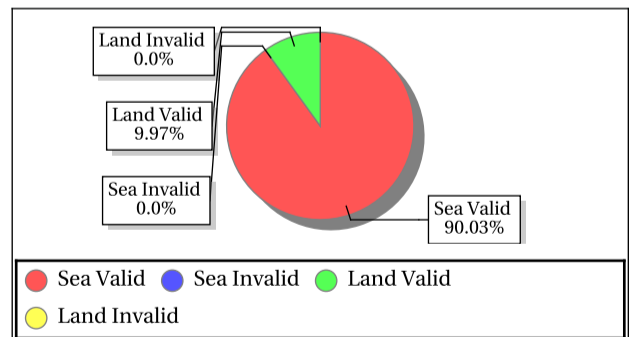 Land Invalid
0.0%
Land Valid
9.97%
Sea Invalid
0.0%
Sea Valid
90.03%
Sea Valid Sea Invalid Land Valid
Land Invalid